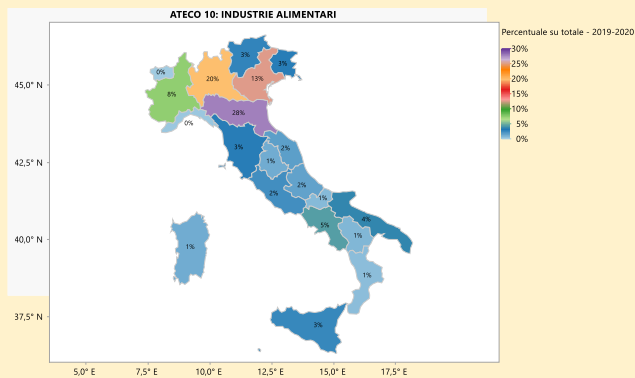 ATECO 10: INDUSTRIE ALIMENTARI
Percentuale su totale - 2019-2020
30%
25%
20%
15%
10%
5%
0%
45,0° N
42,5° N
40,0° N
37,5° N
0%
8%
20%
3%
3%
13%
28%
0%
3%
2%
1%
2%
2%
1%
5%
4%
1%
1%
1%
3%
5,0° E
7,5° E
10,0° E
12,5° E
15,0° E
17,5° E